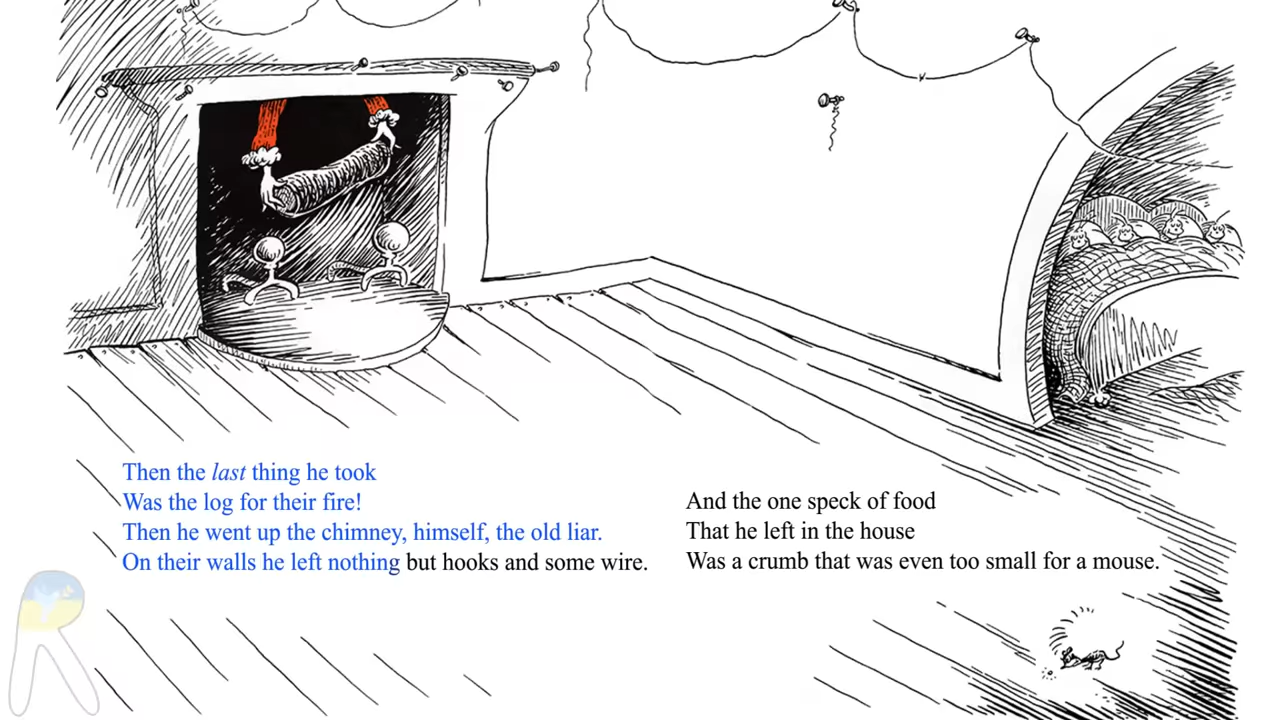 Then the last thing he took
Was the log for their fire!
Then he went up the chimney, himself, the old liar.
On their walls he left nothing but hooks and some wire.
And the one speck of food
That he left in the house
Was a crumb that was even too small for a mouse.